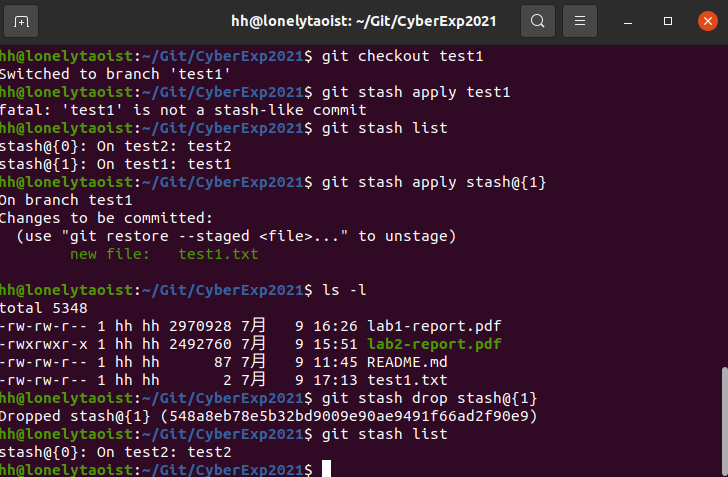 hh@lonelytaoist: ~/Git/CyberExp2021
hh@lonelytaoist:~/Git/CyberExp2021$ git checkout test1
Switched to branch 'test1'
hh@lonelytaoist:~/Git/CyberExp2021$ git stash apply test1
fatal: 'test1' is not a stash-like commit
hh@lonelytaoist:~/Git/CyberExp2021$ git stash list
stash@{0}: On test2: test2
stash@{1}: On test1: test1
hh@lonelytaoist:~/Git/CyberExp2021$ git stash apply stash@{1}
On branch test1
Changes to be committed:
  (use "git restore --staged <file>..." to unstage)
        new file:   test1.txt

hh@lonelytaoist:~/Git/CyberExp2021$ ls -l
total 5348
-rw-rw-r-- 1 hh hh 2970928 7月   9 16:26 lab1-report.pdf
-rwxrwxr-x 1 hh hh 2492760 7月   9 15:51 lab2-report.pdf
-rw-rw-r-- 1 hh hh      87 7月   9 11:45 README.md
-rw-rw-r-- 1 hh hh       2 7月   9 17:13 test1.txt
hh@lonelytaoist:~/Git/CyberExp2021$ git stash drop stash@{1}
Dropped stash@{1} (548a8eb78e5b32bd9009e90ae9491f66ad2f90e9)
hh@lonelytaoist:~/Git/CyberExp2021$ git stash list
stash@{0}: On test2: test2
hh@lonelytaoist:~/Git/CyberExp2021$